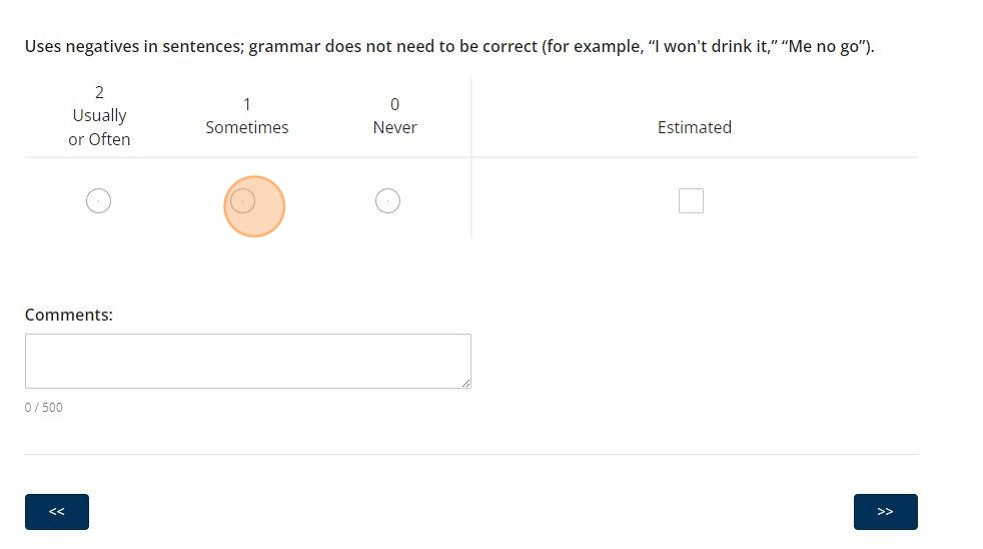 Uses negatives in sentences; grammar does not need to be correct (for example, “I won't drink it,” “Me no go”).
2
Usually
or Often
1
Sometimes
0
Never
Estimated
Comments:
0 / 500
<<
>>